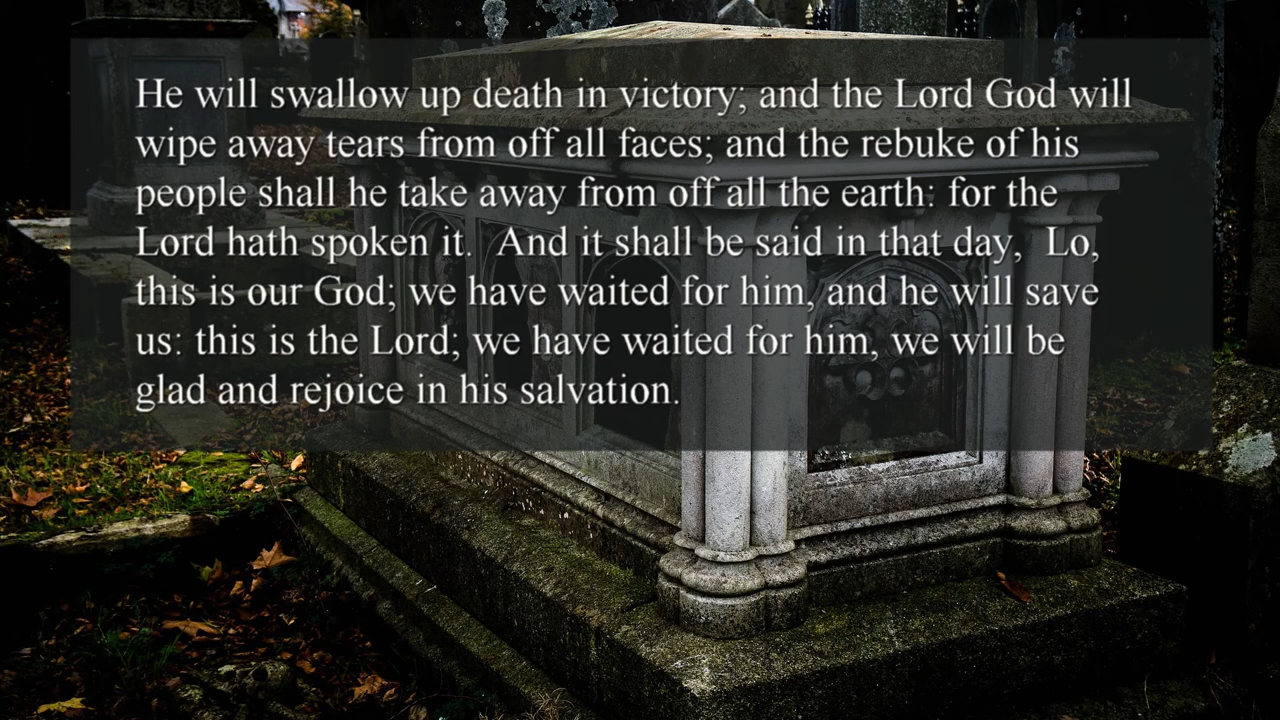 He will swallow up death in victory; and the Lord God will
wipe away tears from off all faces; and the rebuke of his
people shall he take away from off all the earth: for the
Lord hath spoken it.  And it shall be said in that day,  Lo,
this is our God; we have waited for him, and he will save
us: this is the Lord; we have waited for him, we will be
glad and rejoice in his salvation.